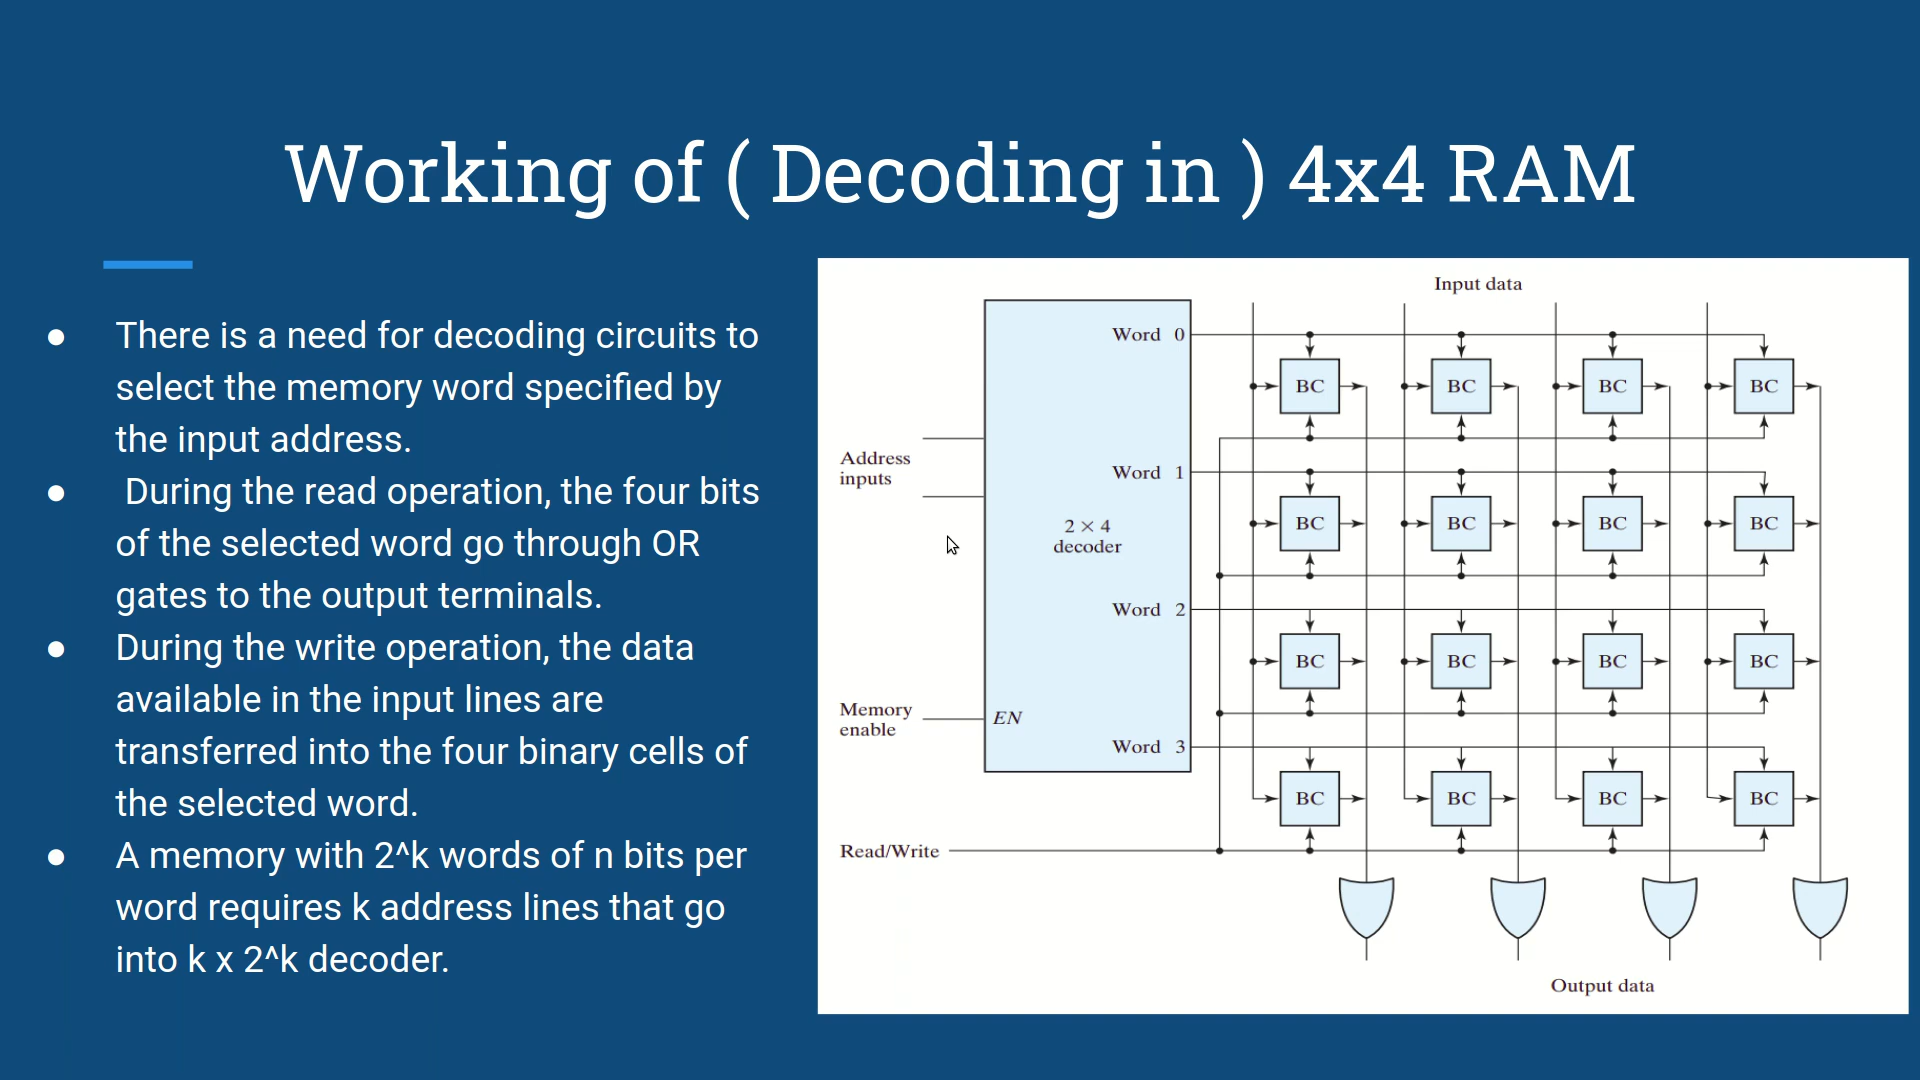 Working of ( Decoding in ) 4x4 RAM
● There is a need for decoding circuits to
select the memory word specified by
the input address.
● During the read operation, the four bits
of the selected word go through OR
gates to the output terminals.
● During the write operation, the data
available in the input lines are
transferred into the four binary cells of
the selected word.
● A memory with 2^k words of n bits per
word requires k address lines that go
into k x 2^k decoder.
Input data
Word 0
BC BC BC BC
Address
inputs
Word 1
2 × 4
decoder
BC BC BC BC
Word 2
BC BC BC BC
Memory
enable
EN
Word 3
BC BC BC BC
Read/Write
Output data